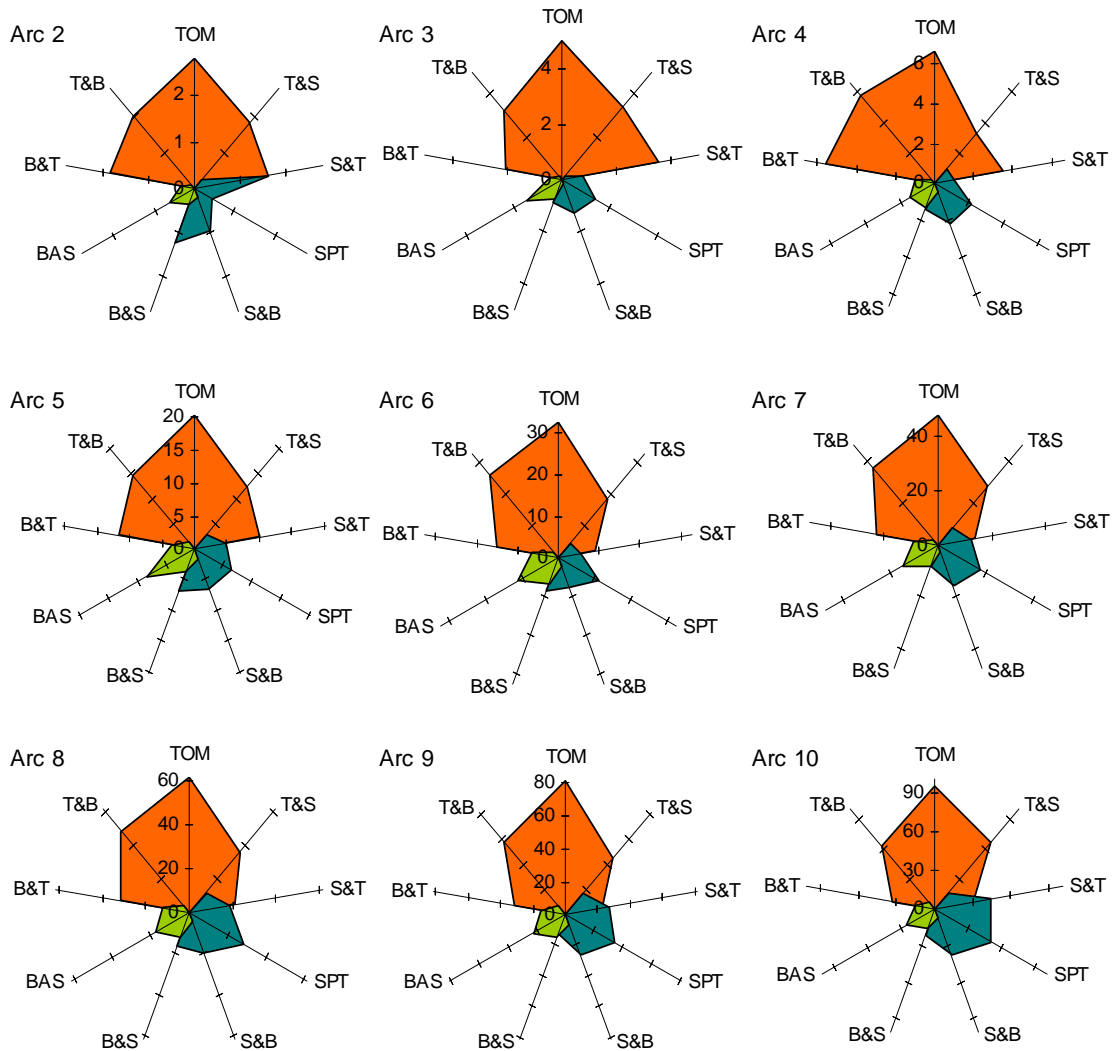 Arc 2
TOM
T&B
T&S
2
1
0
B&T
S&T
BAS
SPT
B&S
S&B
Arc 3
TOM
T&B
T&S
4
2
0
B&T
S&T
BAS
SPT
B&S
S&B
Arc 4
TOM
T&B
T&S
6
4
2
0
B&T
S&T
BAS
SPT
B&S
S&B
Arc 5
TOM
T&B
T&S
20
15
10
5
0
B&T
S&T
BAS
SPT
B&S
S&B
Arc 6
TOM
T&B
T&S
30
20
10
0
B&T
S&T
BAS
SPT
B&S
S&B
Arc 7
TOM
T&B
T&S
40
20
0
B&T
S&T
BAS
SPT
B&S
S&B
Arc 8
TOM
T&B
T&S
60
40
20
0
B&T
S&T
BAS
SPT
B&S
S&B
Arc 9
TOM
T&B
T&S
80
60
40
20
0
B&T
S&T
BAS
SPT
B&S
S&B
Arc 10
TOM
T&B
T&S
90
60
30
0
B&T
S&T
BAS
SPT
B&S
S&B